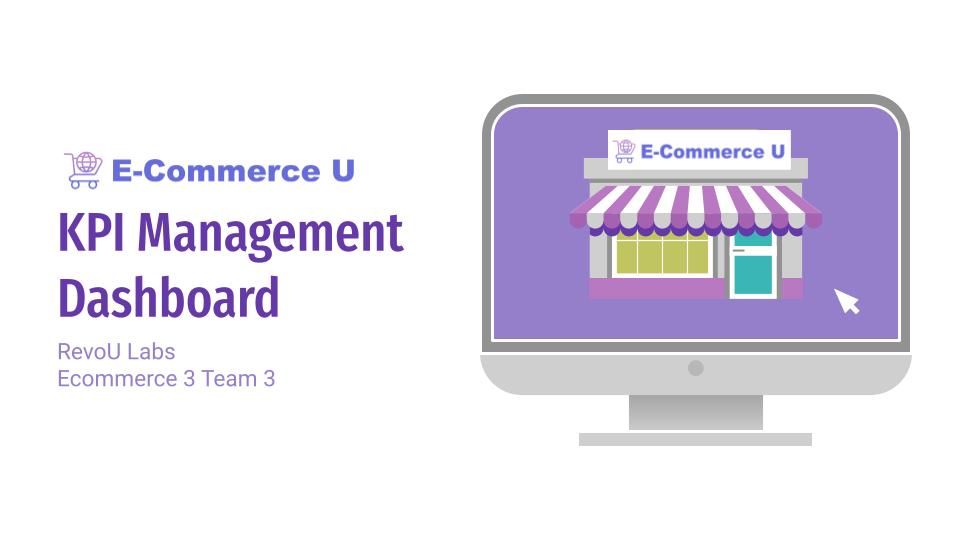 E-Commerce U
KPI Management
Dashboard
RevoU Labs
Ecommerce 3 Team 3
E-Commerce U